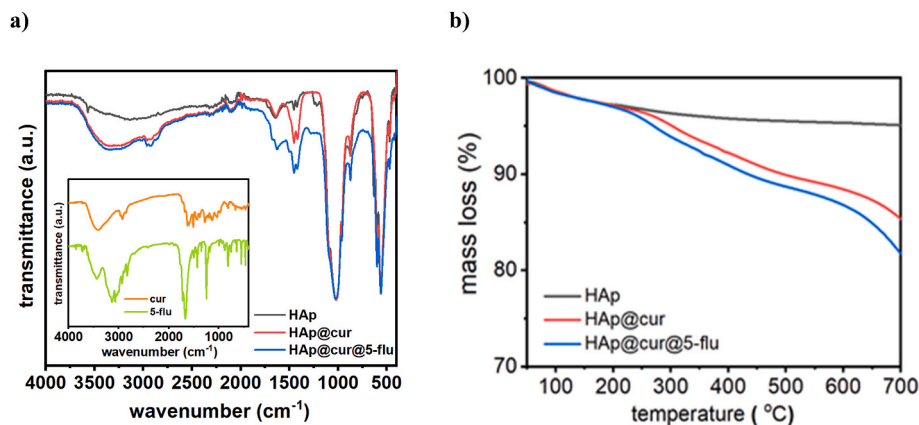 a)
transmittance (a.u.)
transmittance (a.u.)
cur
5-flu
4000 3000 2000 1000
wavenumber (cm⁻¹)
HAp
HAp@cur
HAp@cur@5-flu
4000 3500 3000 2500 2000 1500 1000 500
wavenumber (cm⁻¹)
b)
mass loss (%)
100
90
80
70
HAp
HAp@cur
HAp@cur@5-flu
100 200 300 400 500 600 700
temperature ( °C)